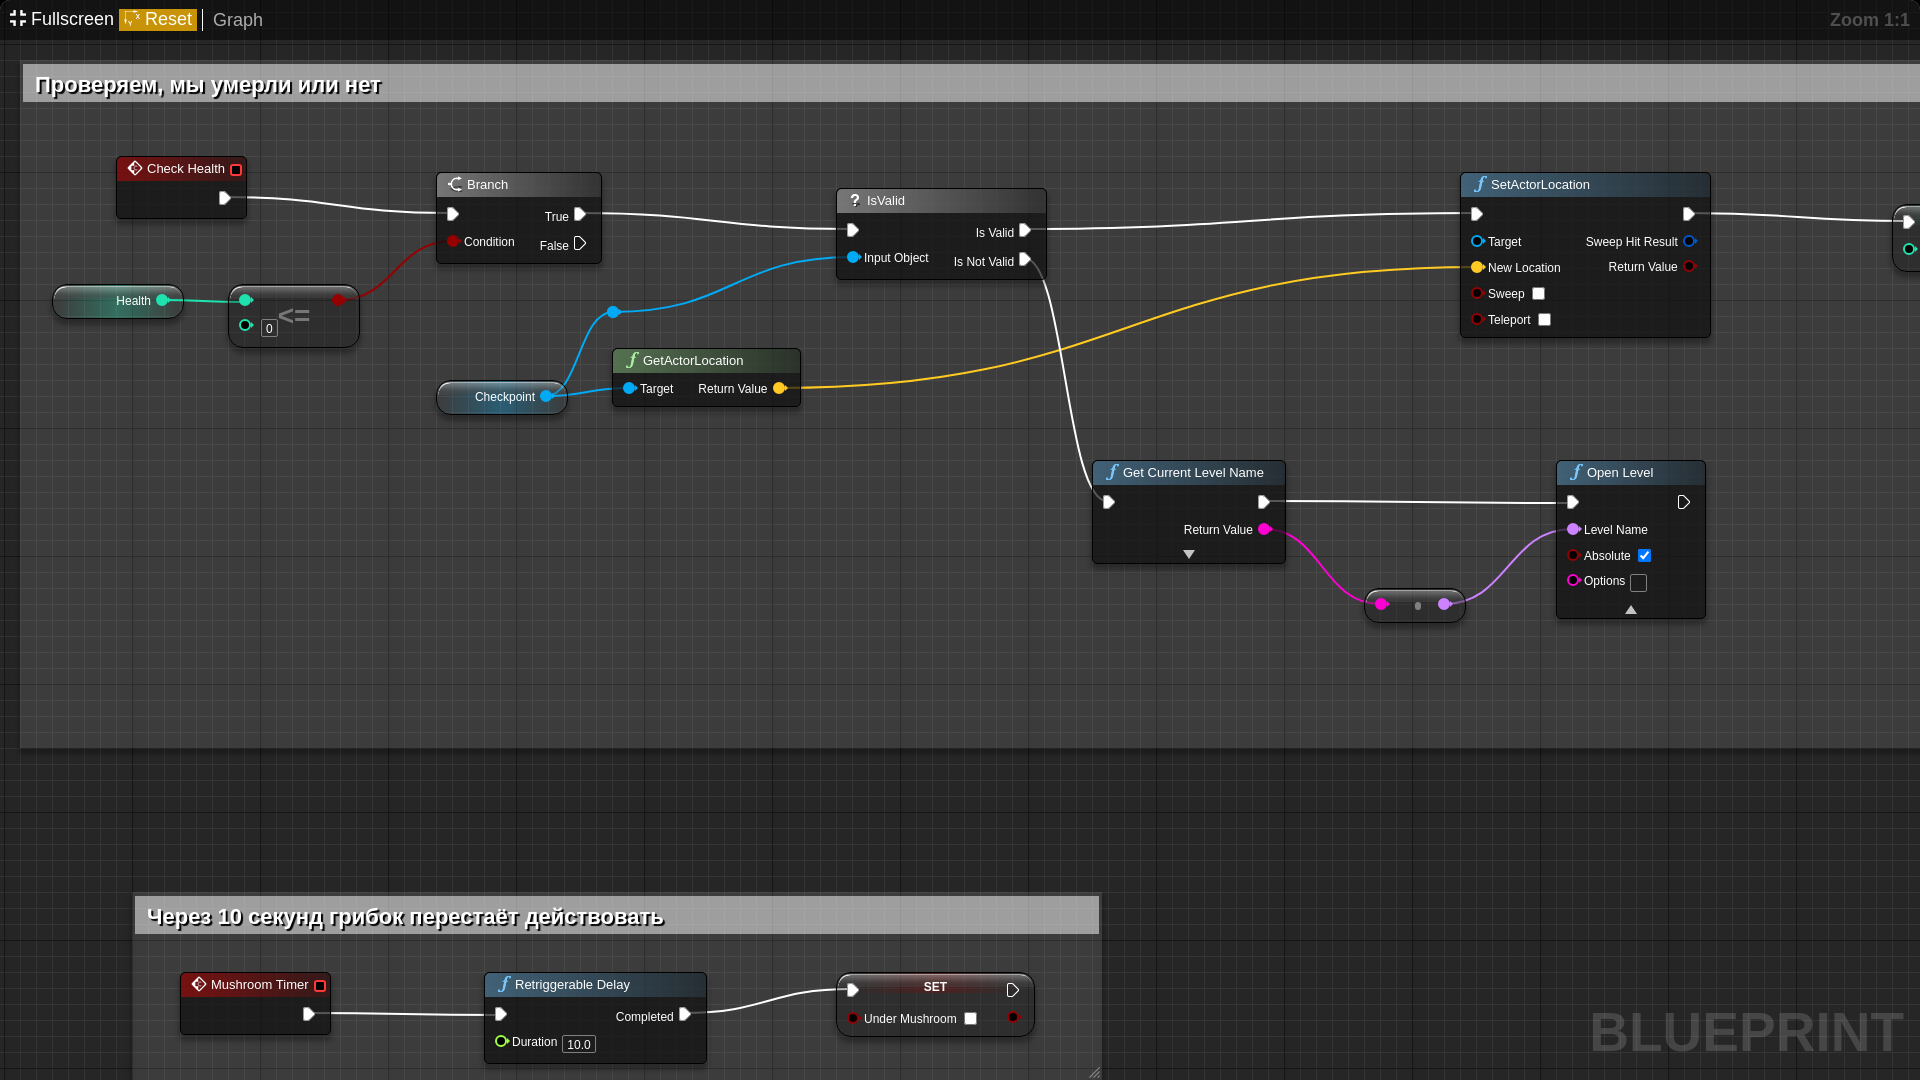 Fullscreen Reset Graph Zoom 1:1
Проверяем, мы умерли или нет
Check Health
Branch
True
Condition
False
Health
0 <=
Checkpoint
GetActorLocation
Target Return Value
? IsValid
Is Valid
Input Object
Is Not Valid
SetActorLocation
Target Sweep Hit Result
New Location Return Value
Sweep
Teleport
Get Current Level Name
Return Value
Open Level
Level Name
Absolute
Options
Через 10 секунд грибок перестаёт действовать
Mushroom Timer
Retriggerable Delay
Completed
Duration 10.0
SET
Under Mushroom
BLUEPRINT